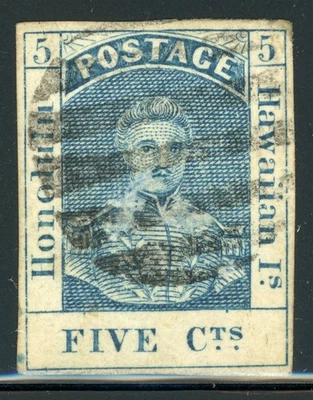 5 POSTAGE 5
Honolulu
Hawaiian Is.
FIVE CTS.